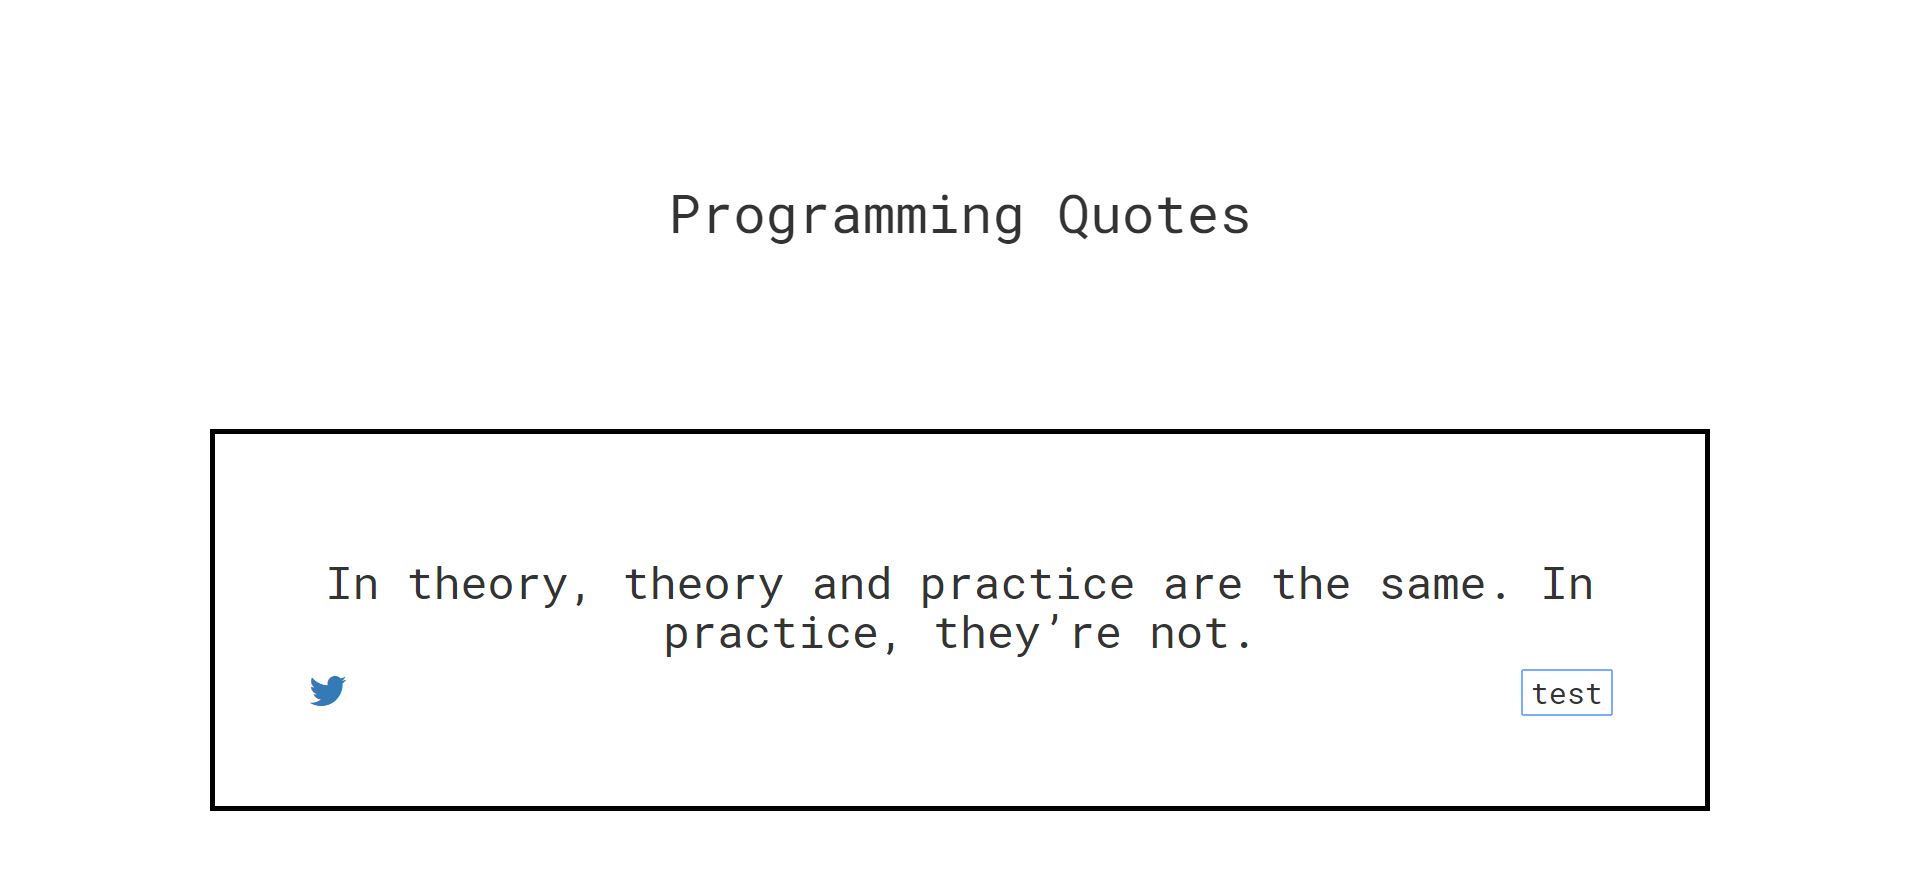 Programming Quotes
In theory, theory and practice are the same. In
practice, they’re not.
test